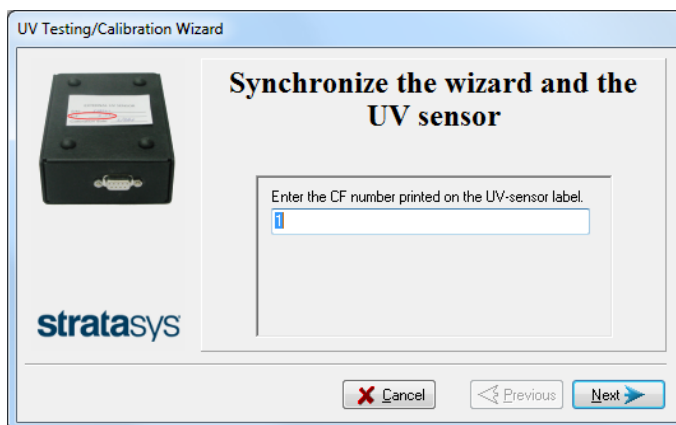 UV Testing/Calibration Wizard
Synchronize the wizard and the
UV sensor
Enter the CF number printed on the UV-sensor label.
1
stratasys
Cancel
Previous
Next